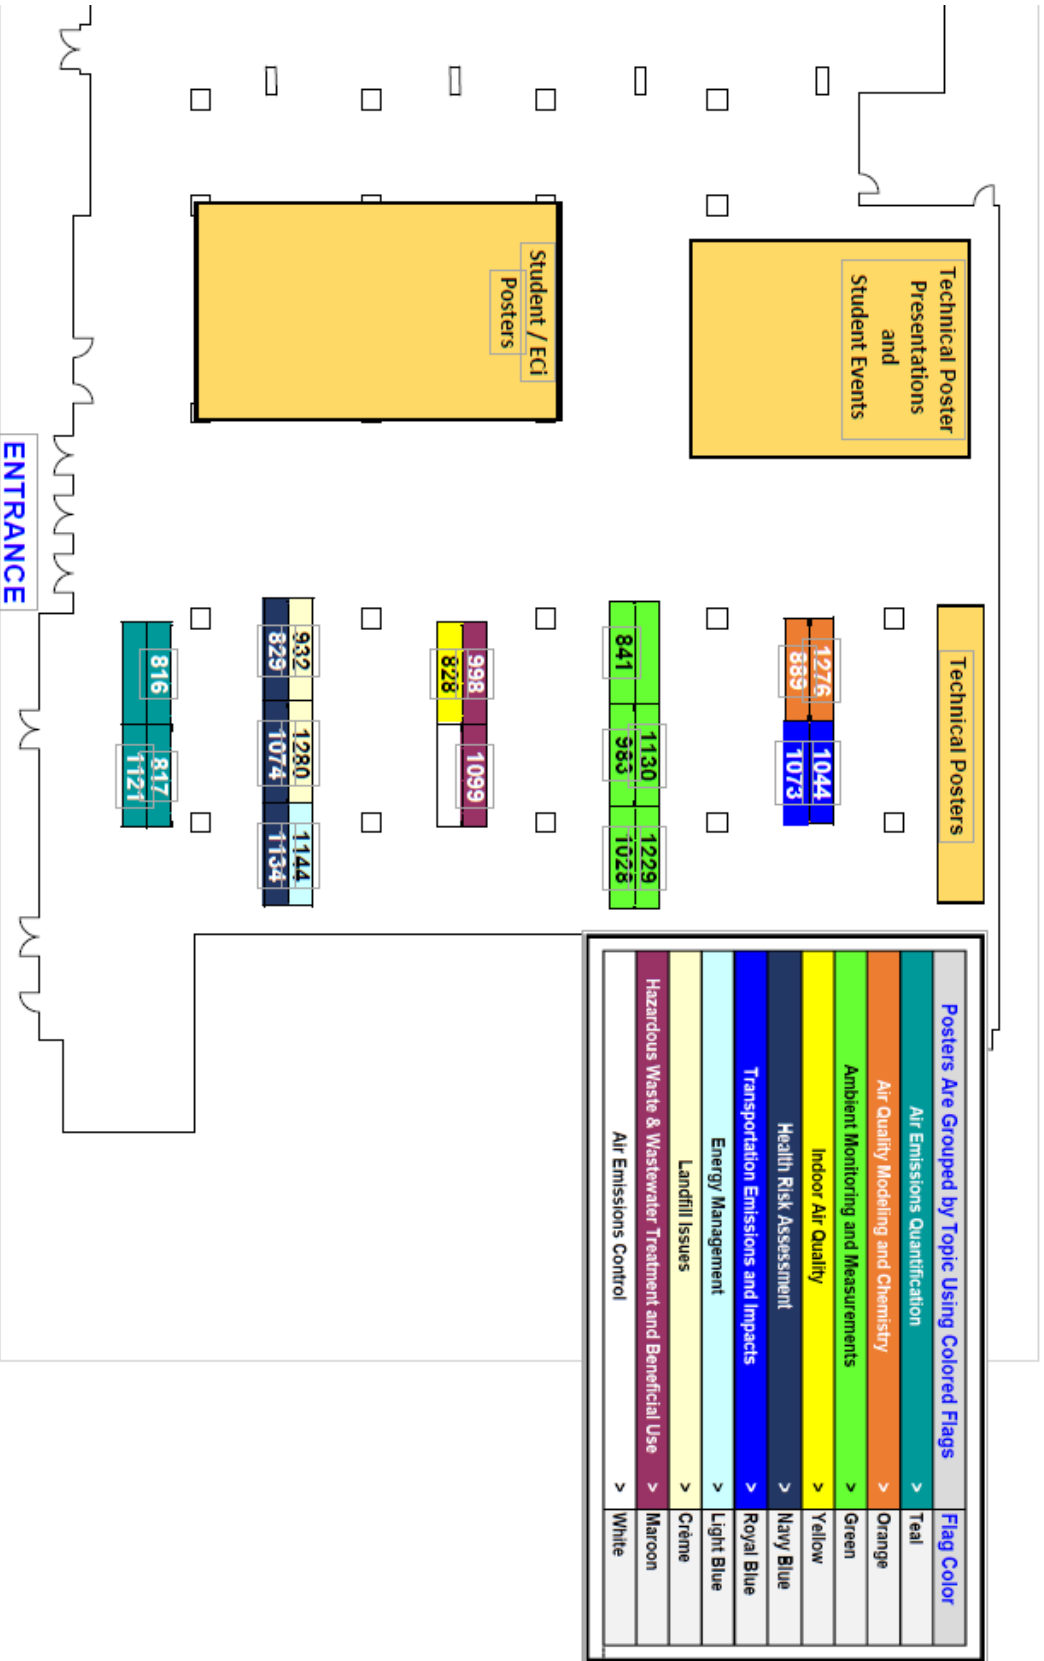 Technical Poster
Presentations
and
Student Events
Student / ECi
Posters
ENTRANCE
Technical Posters
1276
1044
889
1073
1130
1229
841
983
1028
998
1099
828
932
1280
1144
829
1074
1134
816
817
1121
Posters Are Grouped by Topic Using Colored Flags Flag Color
Air Emissions Quantification > Teal
Air Quality Modeling and Chemistry > Orange
Ambient Monitoring and Measurements > Green
Indoor Air Quality > Yellow
Health Risk Assessment > Navy Blue
Transportation Emissions and Impacts > Royal Blue
Energy Management > Light Blue
Landfill Issues > Crème
Hazardous Waste & Wastewater Treatment and Beneficial Use > Maroon
Air Emissions Control > White